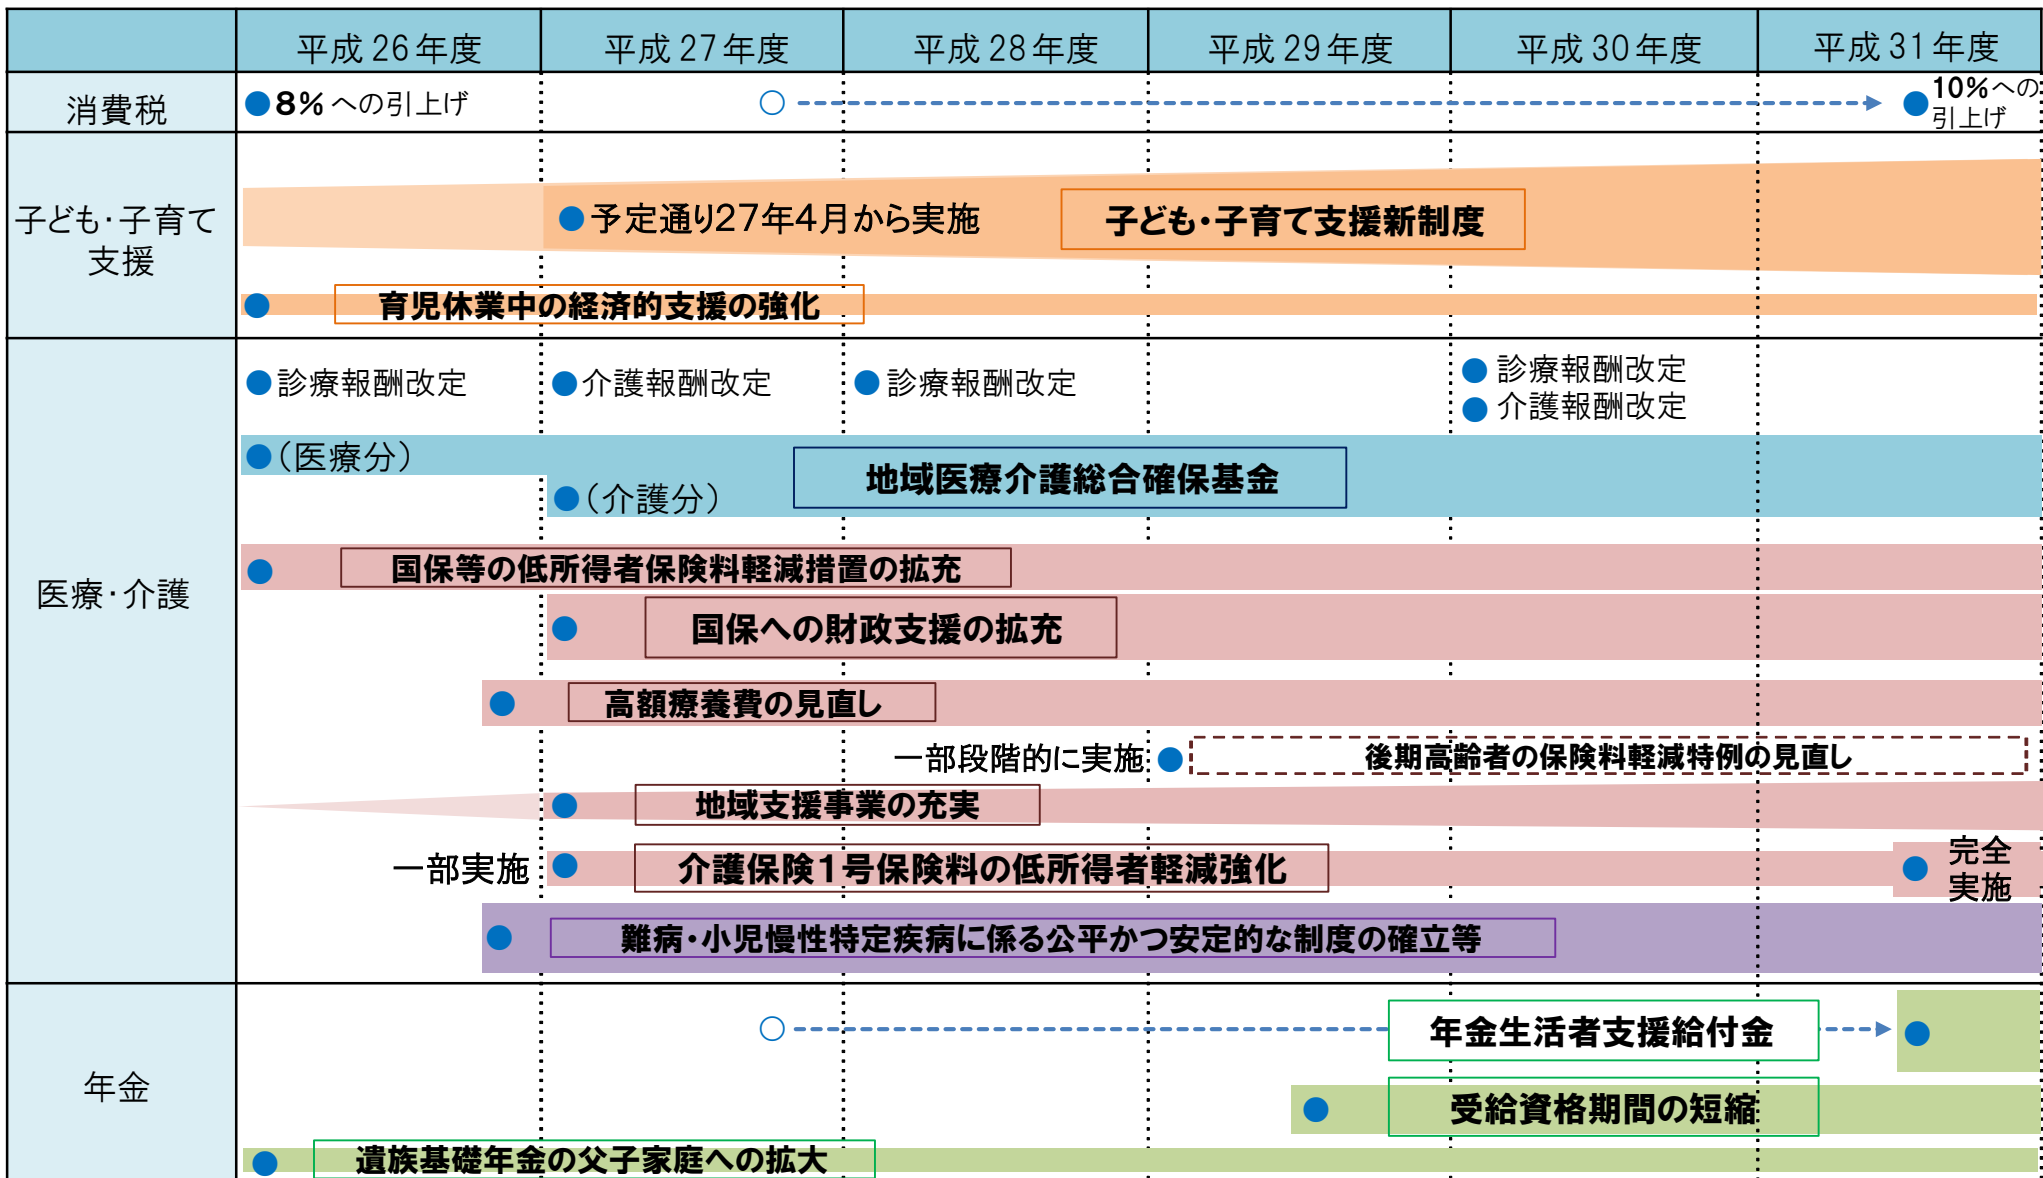 平成26年度 平成27年度 平成28年度 平成29年度 平成30年度 平成31年度
消費税
●8%への引上げ
○
●10%への
引上げ
子ども・子育て
支援
●予定通り27年4月から実施
子ども・子育て支援新制度
育児休業中の経済的支援の強化
医療・介護
●診療報酬改定
●介護報酬改定
●診療報酬改定
●診療報酬改定
●介護報酬改定
●(医療分)
●(介護分)
地域医療介護総合確保基金
国保等の低所得者保険料軽減措置の拡充
国保への財政支援の拡充
高額療養費の見直し
一部段階的に実施
後期高齢者の保険料軽減特例の見直し
地域支援事業の充実
一部実施
介護保険1号保険料の低所得者軽減強化
完全
実施
難病・小児慢性特定疾病に係る公平かつ安定的な制度の確立等
年金
年金生活者支援給付金
受給資格期間の短縮
遺族基礎年金の父子家庭への拡大